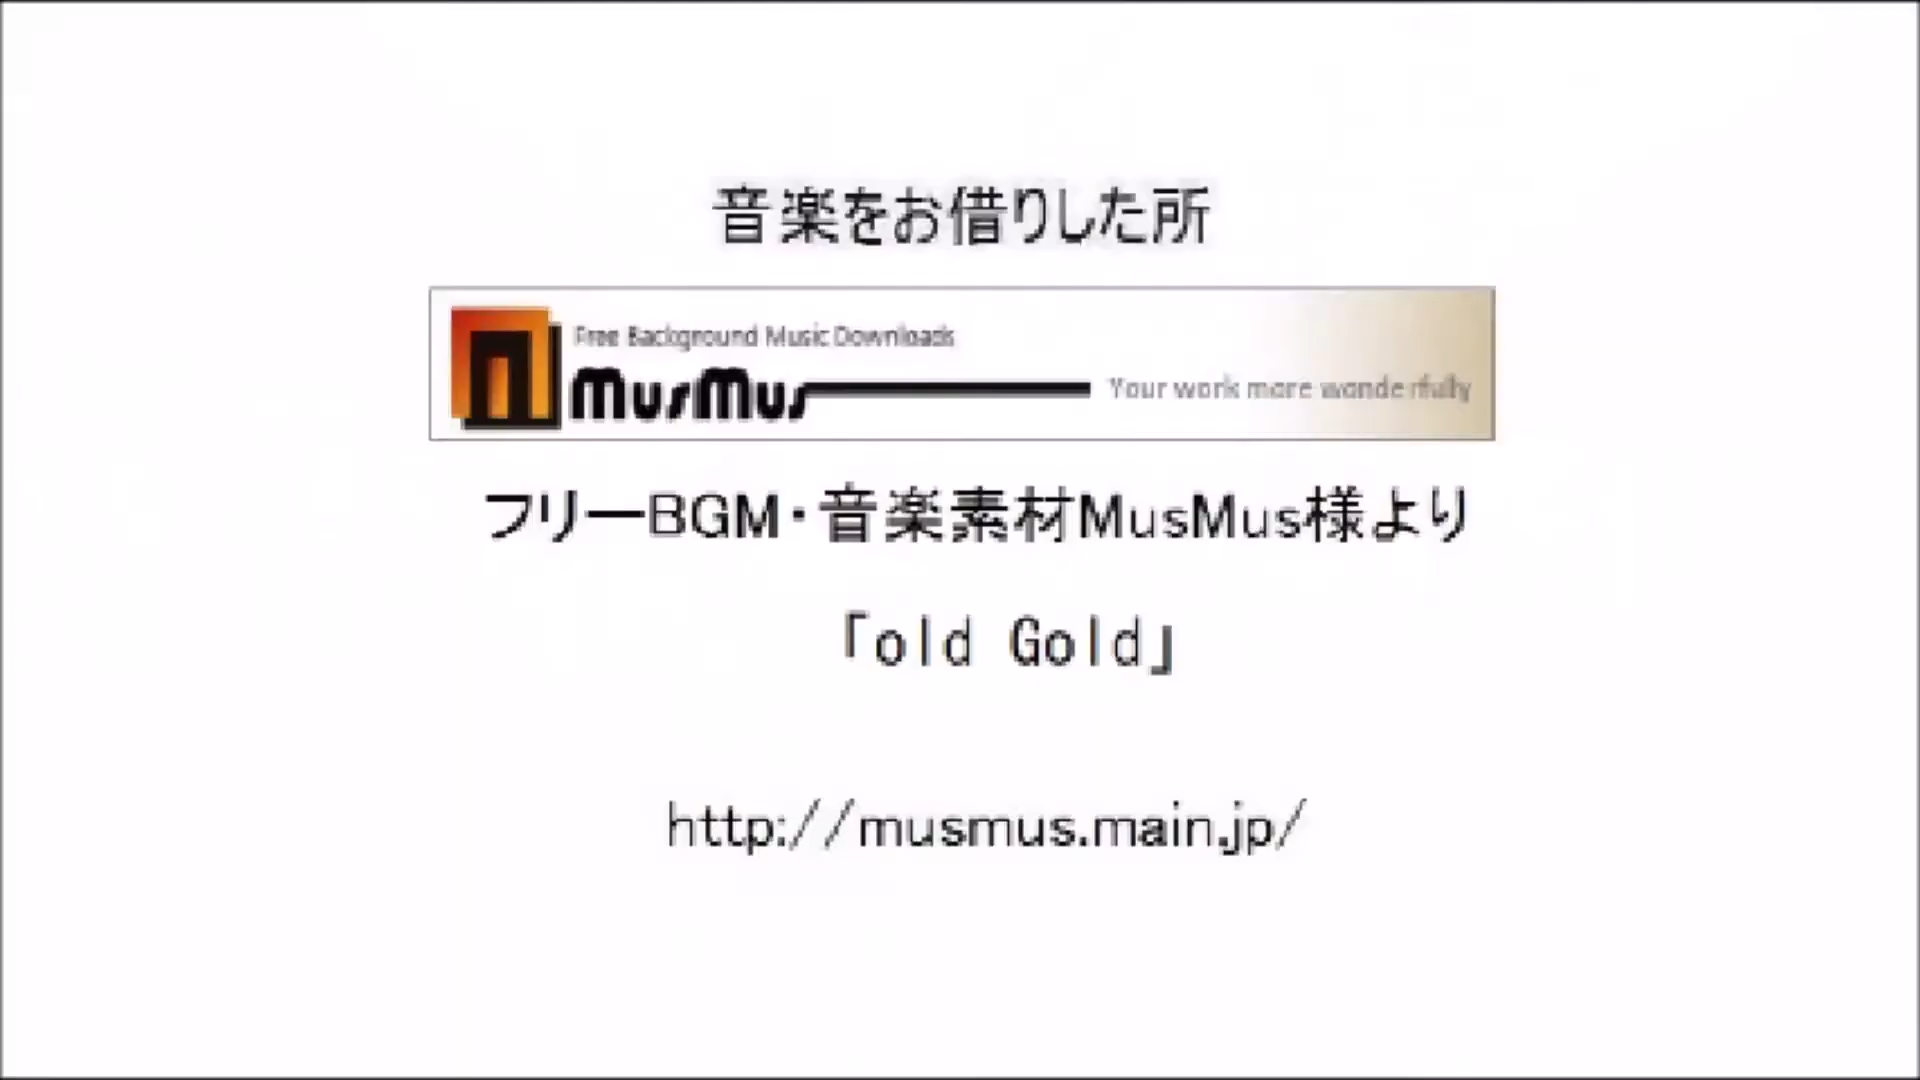 音楽をお借りした所
Free Background Music Downloads
MusMus
Your work more wonderfully
フリーBGM・音楽素材MusMus様より
「old Gold」
http://musmus.main.jp/